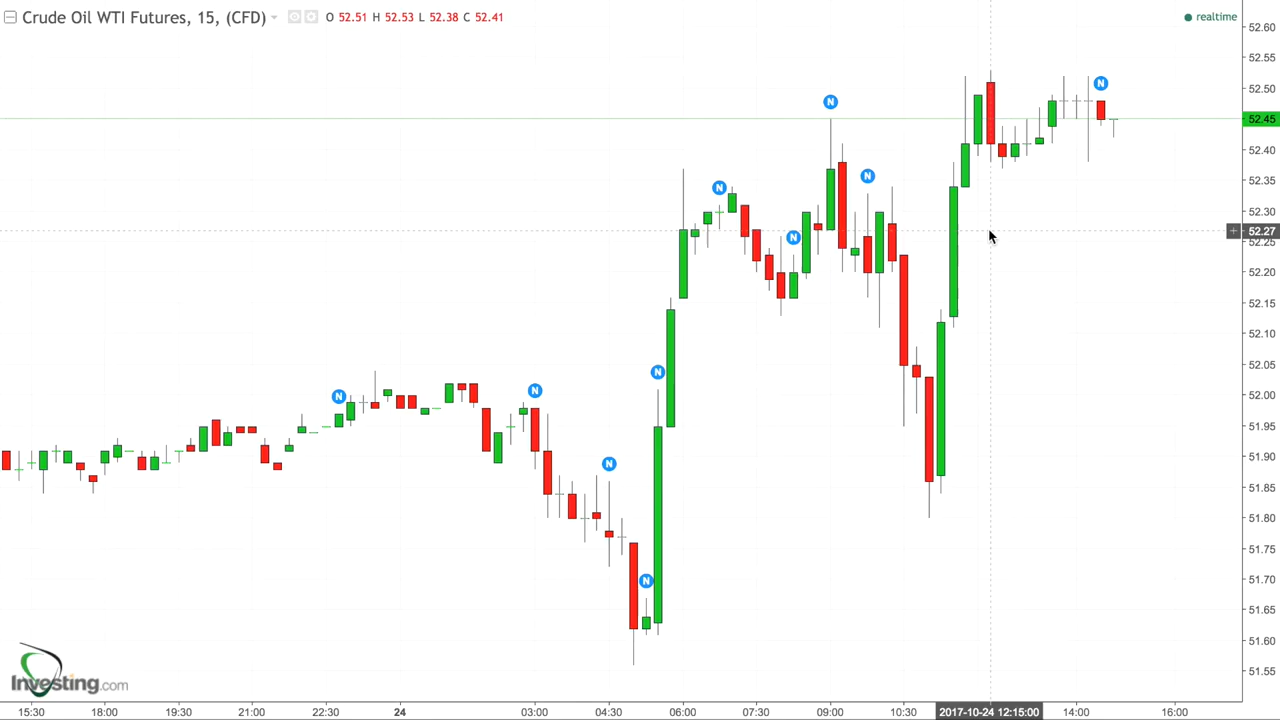 Crude Oil WTI Futures, 15, (CFD) O 52.51 H 52.53 L 52.38 C 52.41
realtime
52.60
52.55
52.50
52.45
52.40
52.35
52.30
52.27
52.25
52.20
52.15
52.10
52.05
52.00
51.95
51.90
51.85
51.80
51.75
51.70
51.65
51.60
51.55
N
N
N
N
N
N
N
N
N
N
N
Investing.com
15:30 18:00 19:30 21:00 22:30 24 03:00 04:30 06:00 07:30 09:00 10:30 2017-10-24 12:15:00 14:00 16:00